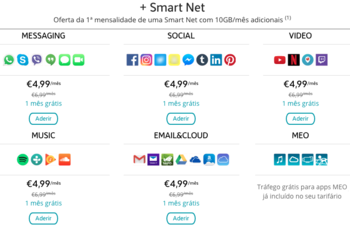 + Smart Net
Oferta da 1ª mensalidade de uma Smart Net com 10GB/mês adicionais (1)
MESSAGING SOCIAL VIDEO
€4,99/mês €4,99/mês €4,99/mês
€6,99/mês €6,99/mês €6,99/mês
1 mês grátis 1 mês grátis 1 mês grátis
Aderir Aderir Aderir
MUSIC EMAIL&CLOUD MEO
€4,99/mês €4,99/mês Tráfego grátis para apps MEO
€6,99/mês €6,99/mês já incluído no seu tarifário
1 mês grátis 1 mês grátis
Aderir Aderir